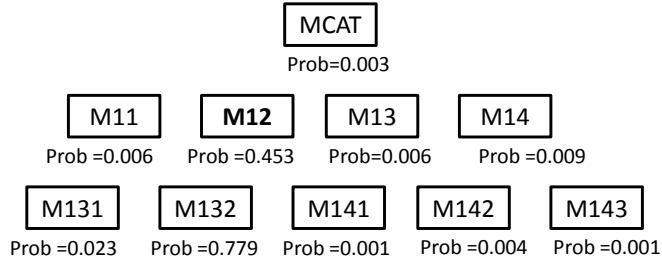 MCAT
Prob=0.003
M11 M12 M13 M14
Prob =0.006 Prob =0.453 Prob=0.006 Prob =0.009
M131 M132 M141 M142 M143
Prob =0.023 Prob =0.779 Prob =0.001 Prob =0.004 Prob =0.001